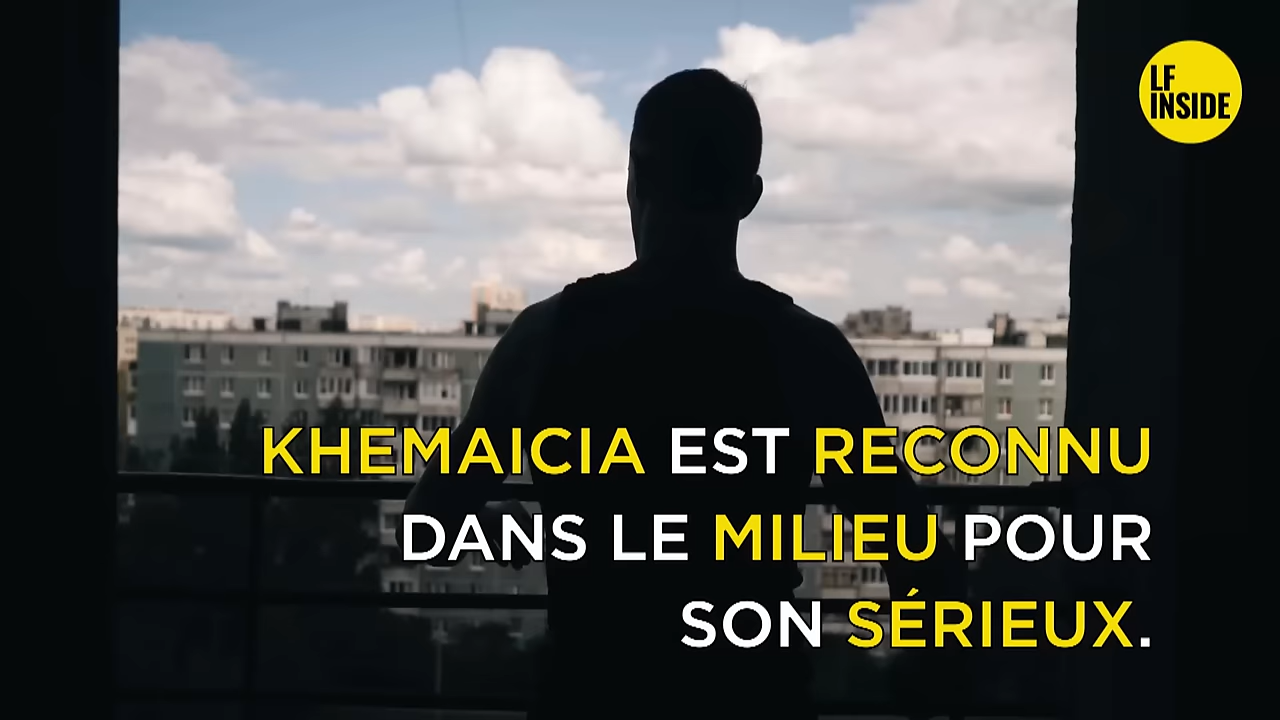 LF
INSIDE
KHEMAICIA EST RECONNU
DANS LE MILIEU POUR
SON SÉRIEUX.